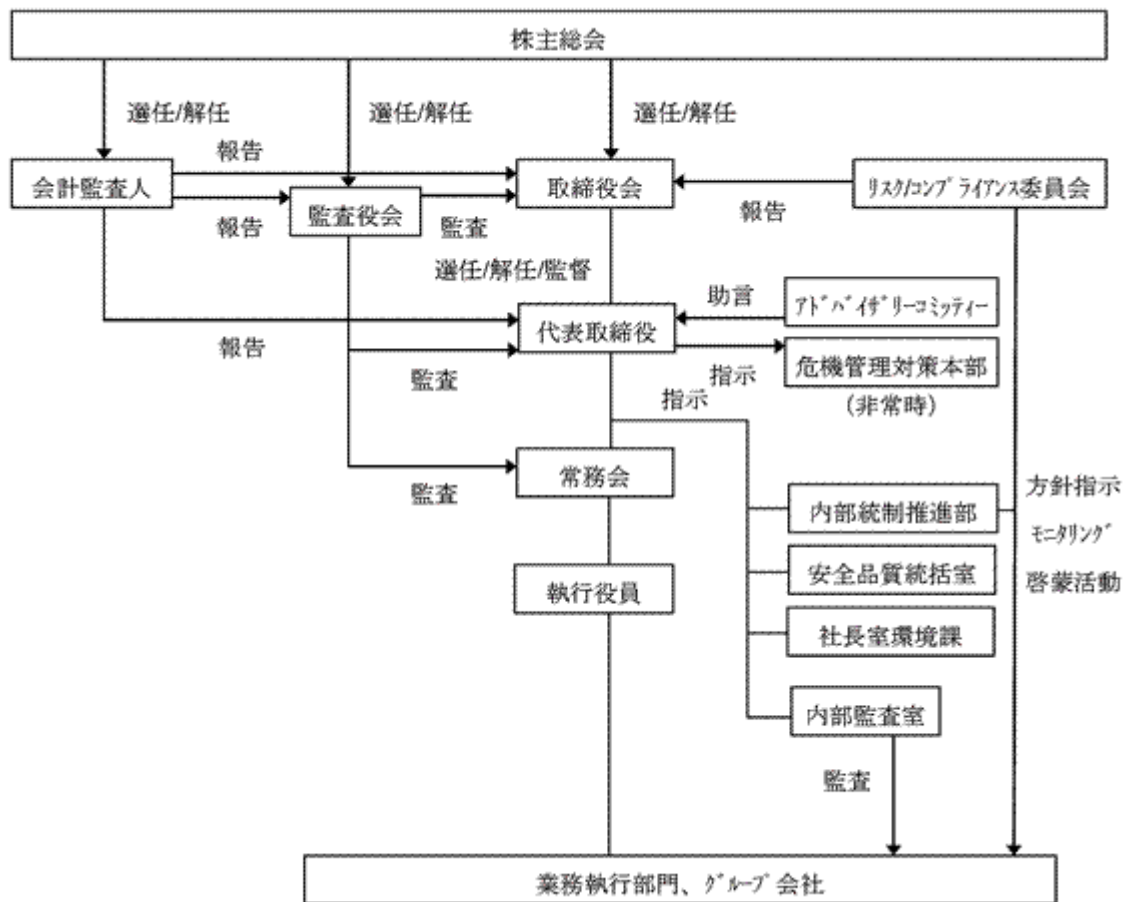 株主総会
選任/解任
選任/解任
選任/解任
報告
会計監査人
取締役会
ﾘｽｸ/ｺﾝﾌﾟﾗｲｱﾝｽ委員会
監査役会
報告
監査
報告
選任/解任/監督
助言
ｱﾄﾞﾊﾞｲｻﾞﾘｰｺﾐｯﾃｨｰ
代表取締役
報告
監査
指示
危機管理対策本部
(非常時)
指示
常務会
監査
内部統制推進部
方針指示
ﾓﾆﾀﾘﾝｸﾞ
安全品質統括室
啓蒙活動
執行役員
社長室環境課
内部監査室
監査
業務執行部門、ｸﾞﾙｰﾌﾟ会社